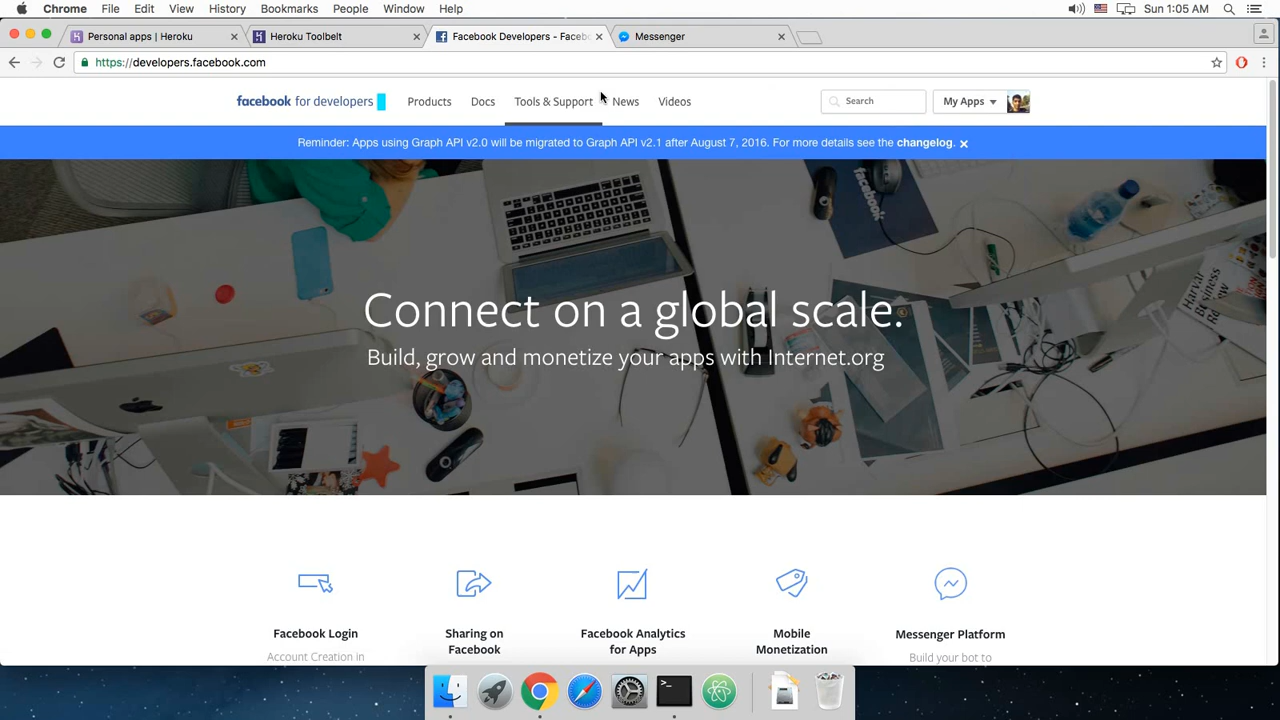 Chrome File Edit View History Bookmarks People Window Help Sun 1:05 AM
Personal apps | Heroku Heroku Toolbelt Facebook Developers - Faceb Messenger
https://developers.facebook.com
facebook for developers Products Docs Tools & Support News Videos Search My Apps
Reminder: Apps using Graph API v2.0 will be migrated to Graph API v2.1 after August 7, 2016. For more details see the changelog.
facebook
Harvard
Business
Connect on a global scale.
Build, grow and monetize your apps with Internet.org
Facebook Login
Sharing on
Facebook
Facebook Analytics
for Apps
Mobile
Monetization
Messenger Platform
Account Creation in
Build your bot to